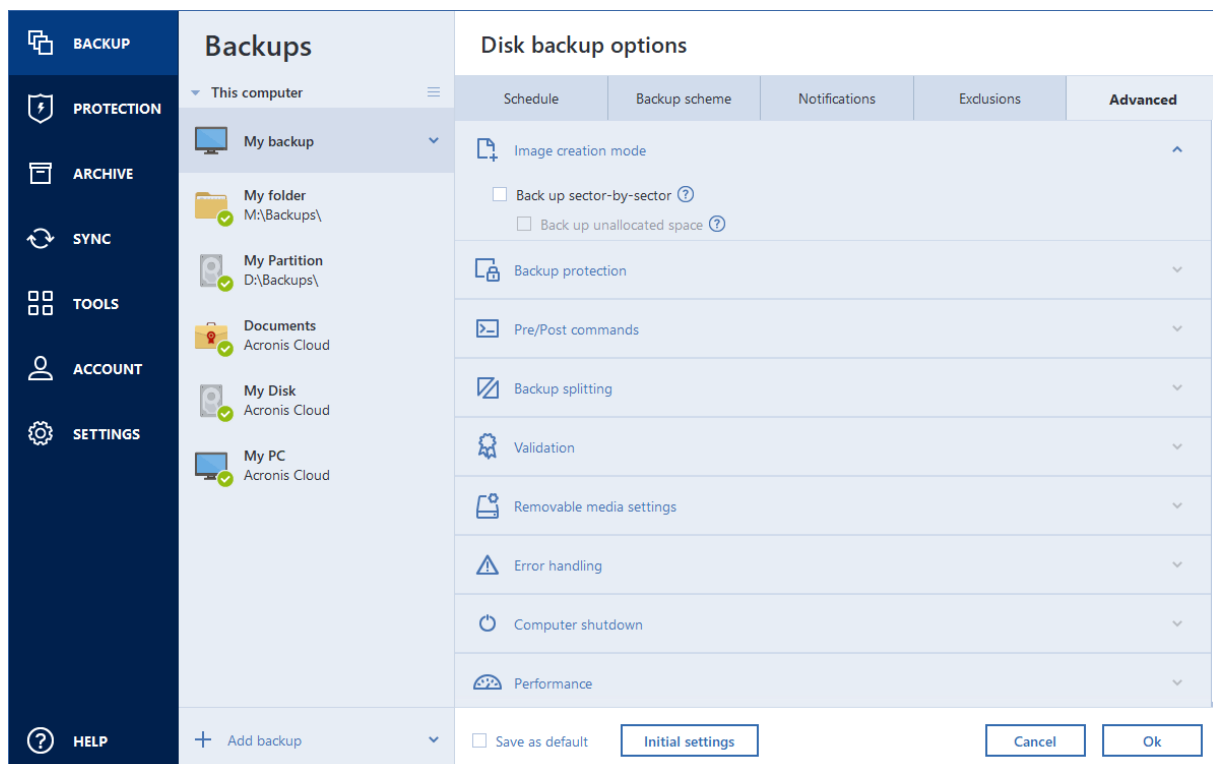 BACKUP
PROTECTION
ARCHIVE
SYNC
TOOLS
ACCOUNT
SETTINGS
HELP
Backups
This computer
My backup
My folder
M:\Backups\
My Partition
D:\Backups\
Documents
Acronis Cloud
My Disk
Acronis Cloud
My PC
Acronis Cloud
Add backup
Disk backup options
Schedule Backup scheme Notifications Exclusions Advanced
Image creation mode
Back up sector-by-sector ?
Back up unallocated space ?
Backup protection
Pre/Post commands
Backup splitting
Validation
Removable media settings
Error handling
Computer shutdown
Performance
Save as default Initial settings Cancel Ok